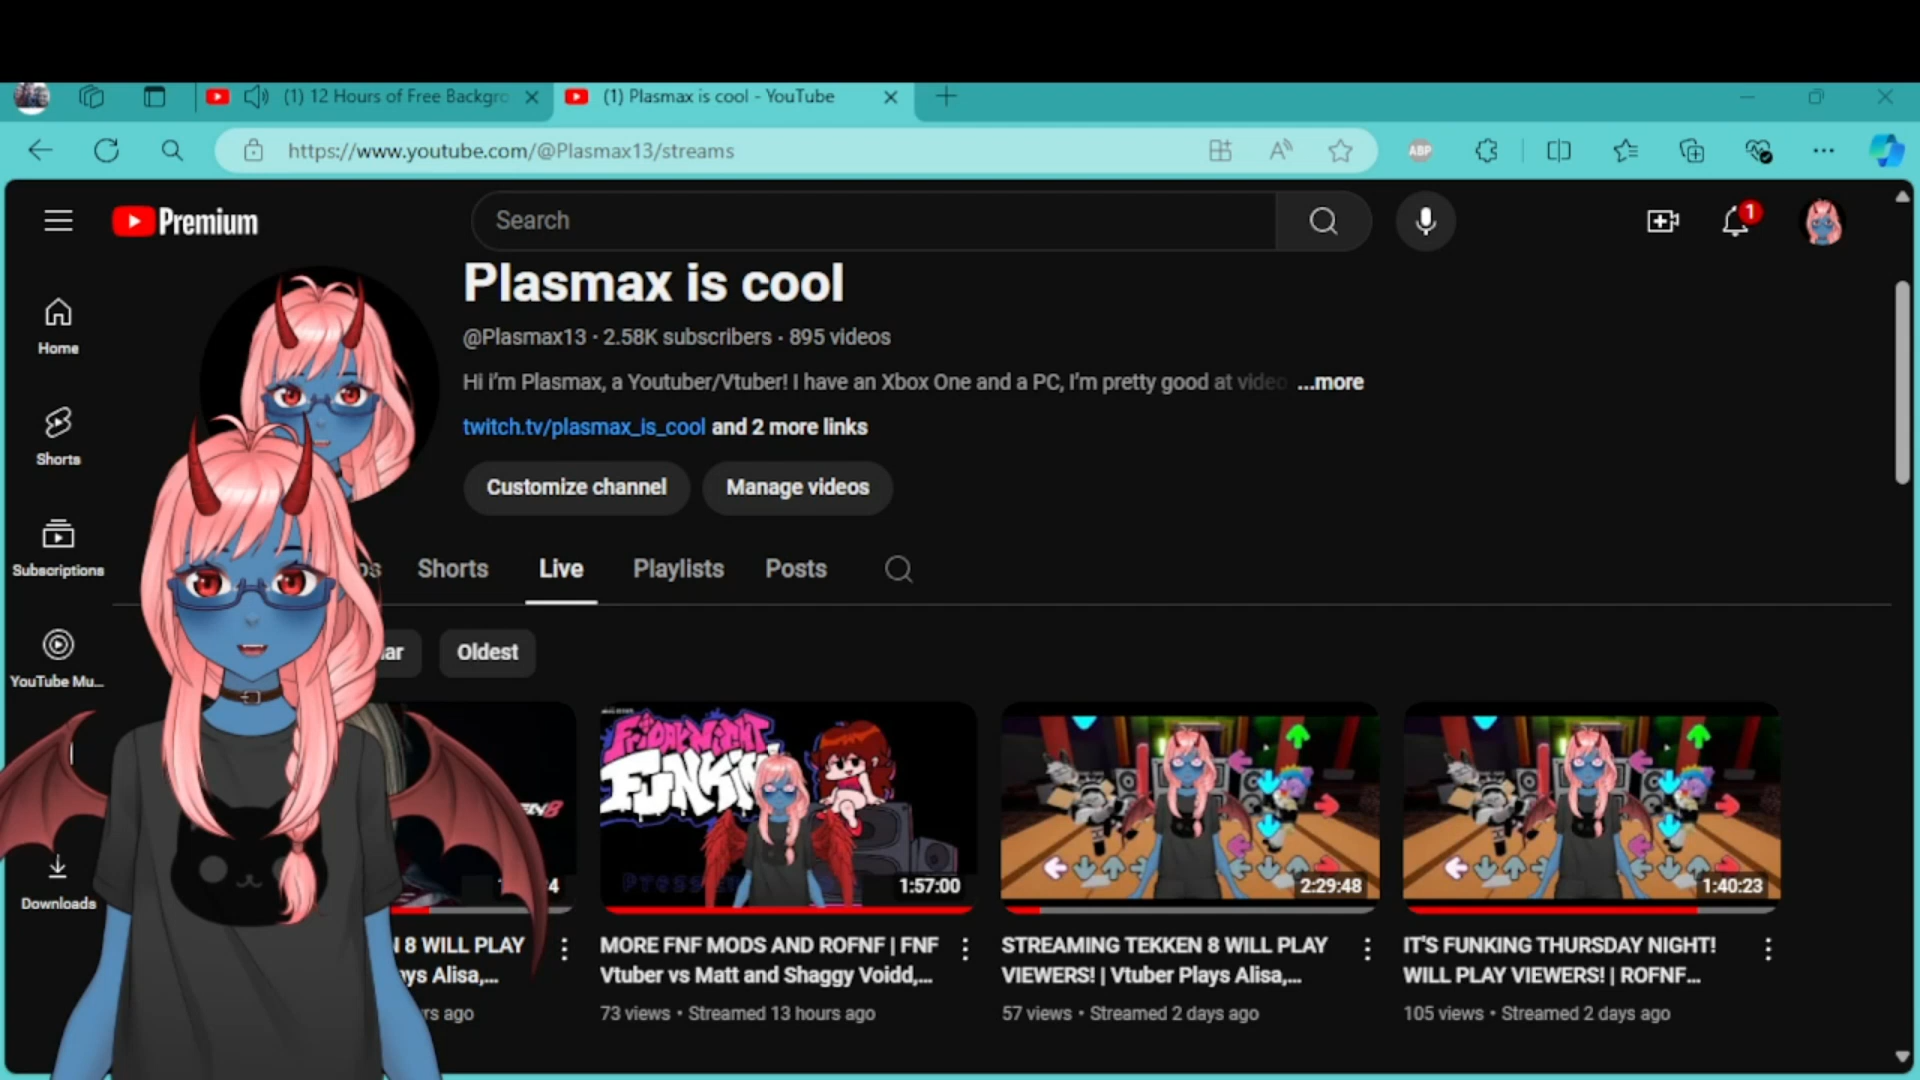 (1) 12 Hours of Free Backgro
(1) Plasmax is cool - YouTube
https://www.youtube.com/@Plasmax13/streams
ABP
Premium
Search
1
Plasmax is cool
@Plasmax13 · 2.58K subscribers · 895 videos
Hi i'm Plasmax, a Youtuber/Vtuber! I have an Xbox One and a PC, I'm pretty good at video ...more
twitch.tv/plasmax_is_cool and 2 more links
Customize channel
Manage videos
Home
Shorts
Subscriptions
YouTube Mu...
Downloads
Shorts
Live
Playlists
Posts
Oldest
FRiDAY NiGHT
FUNKiN
1:57:00
2:29:48
1:40:23
8 WILL PLAY
Alisa,...
ago
MORE FNF MODS AND ROFNF | FNF
Vtuber vs Matt and Shaggy Voidd,...
73 views • Streamed 13 hours ago
STREAMING TEKKEN 8 WILL PLAY
VIEWERS! | Vtuber Plays Alisa,...
57 views • Streamed 2 days ago
IT'S FUNKING THURSDAY NIGHT!
WILL PLAY VIEWERS! | ROFNF...
105 views • Streamed 2 days ago